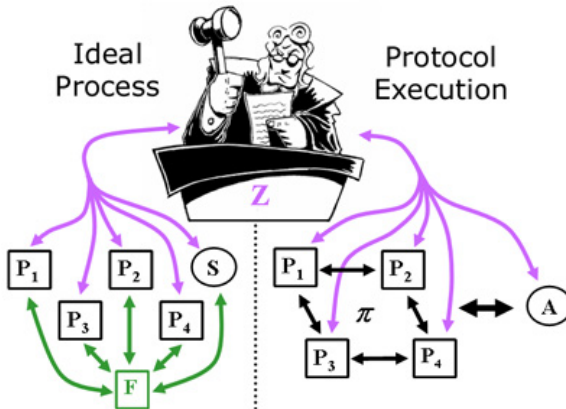 Ideal
Process
Protocol
Execution
Z
P1 P2 S
P3 P4
F
P1 P2
π A
P3 P4